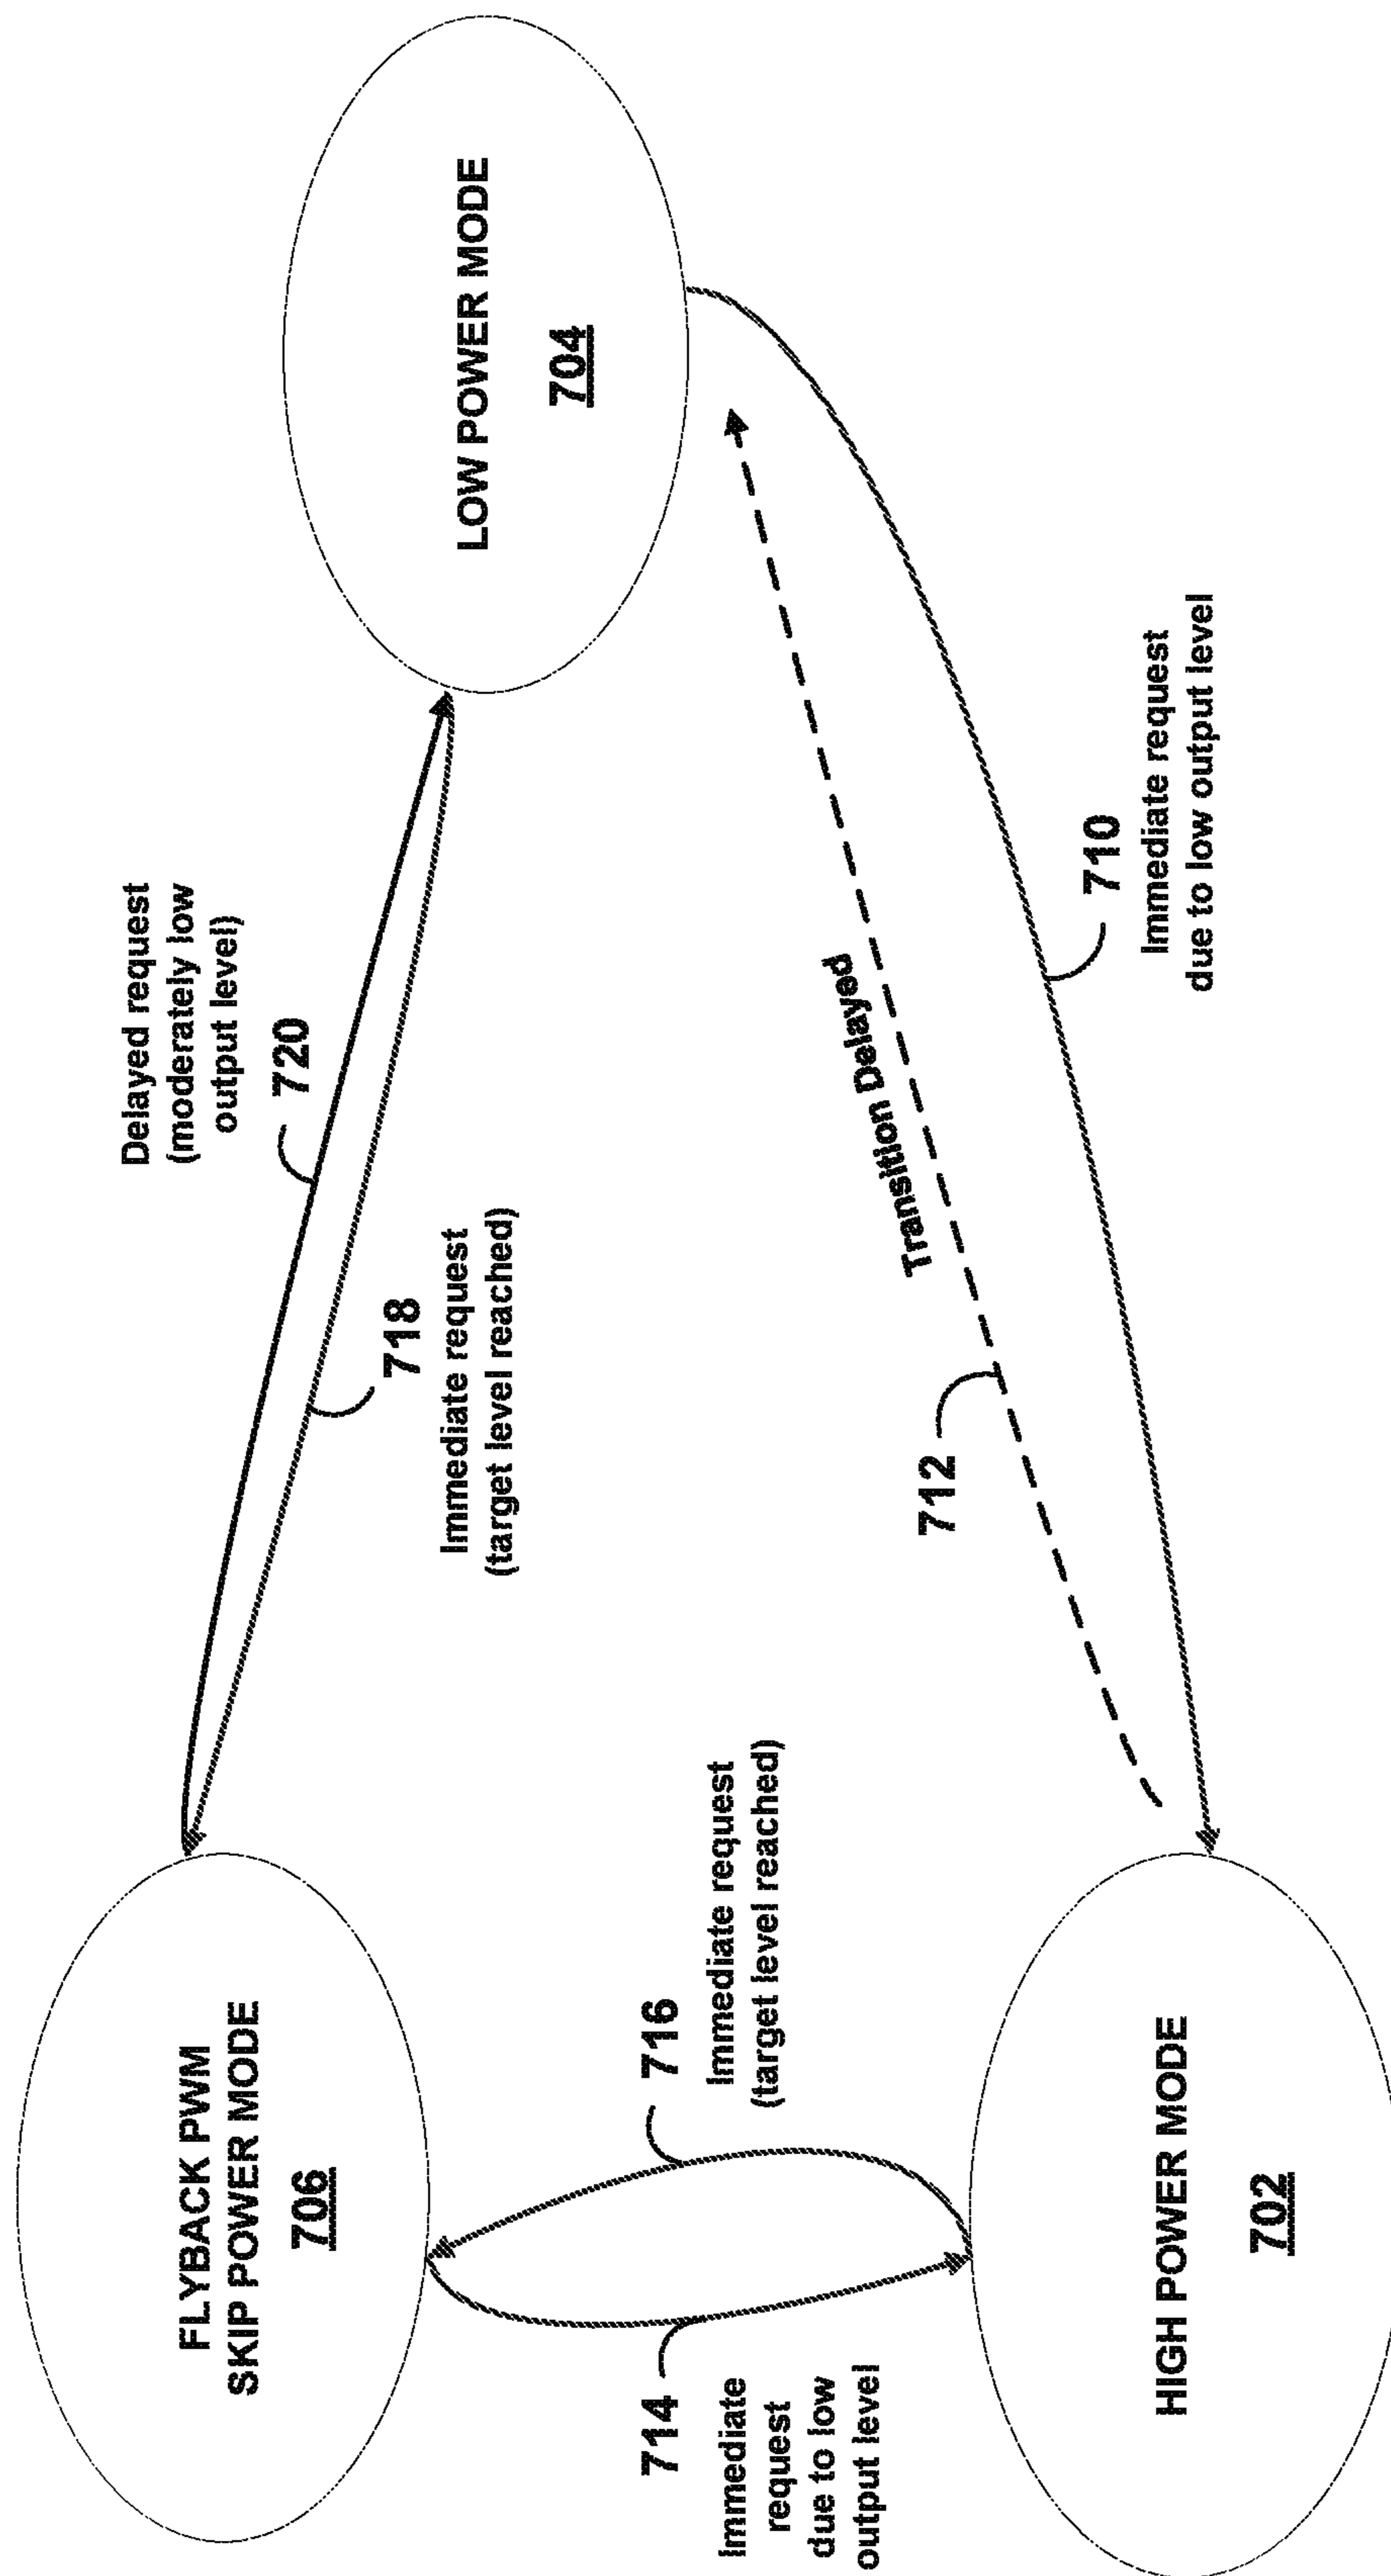 FLYBACK PWM
SKIP POWER MODE
706
Delayed request
(moderately low
output level)
720
718
Immediate request
(target level reached)
LOW POWER MODE
704
714
Immediate
request
due to low
output level
716
Immediate request
(target level reached)
Transition Delayed
712
710
Immediate request
due to low output level
HIGH POWER MODE
702